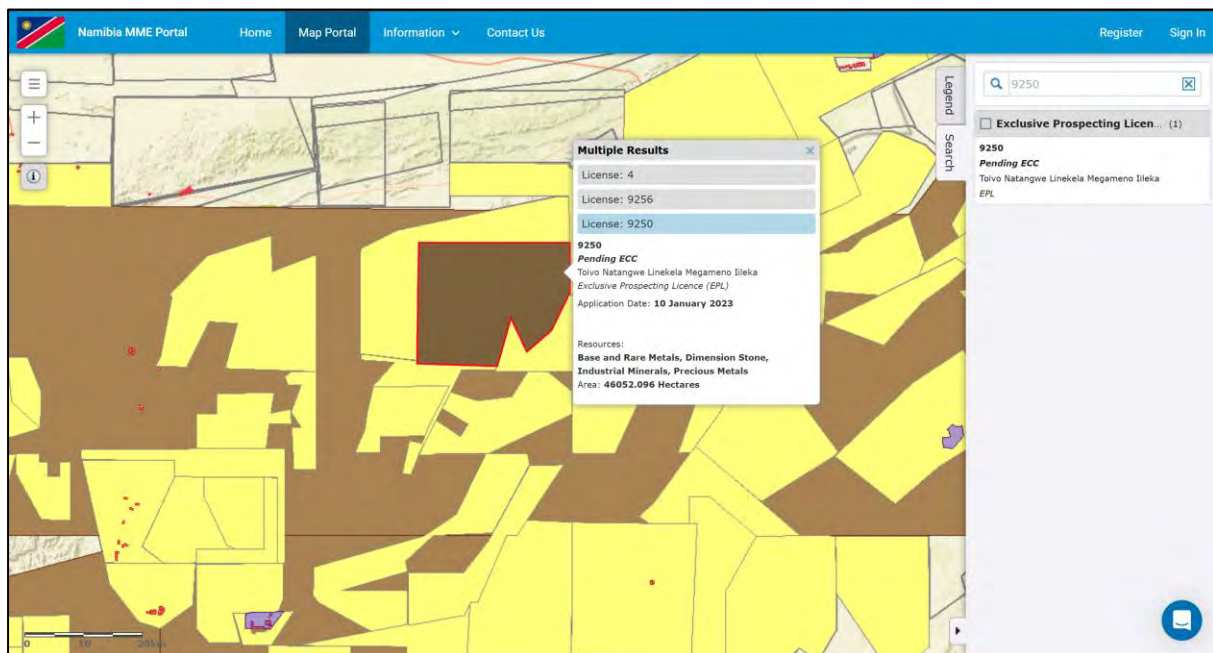 Namibia MME Portal
Home
Map Portal
Information
Contact Us
Register
Sign In
Legend
Search
9250
Exclusive Prospecting Licen... (1)
9250
Pending ECC
Toivo Natangwe Linekela Megameno Iileka
EPL
Multiple Results
License: 4
License: 9256
License: 9250
9250
Pending ECC
Toivo Natangwe Linekela Megameno Iileka
Exclusive Prospecting Licence (EPL)
Application Date: 10 January 2023
Resources:
Base and Rare Metals, Dimension Stone,
Industrial Minerals, Precious Metals
Area: 46052.096 Hectares
0 10 20km